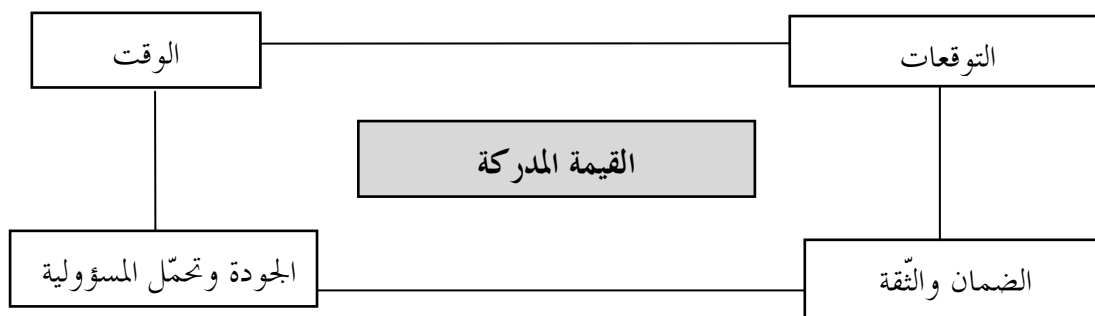 التوقعات
الوقت
القيمة المدركة
الضمان والثّقة
الجودة وتحمّل المسؤولية